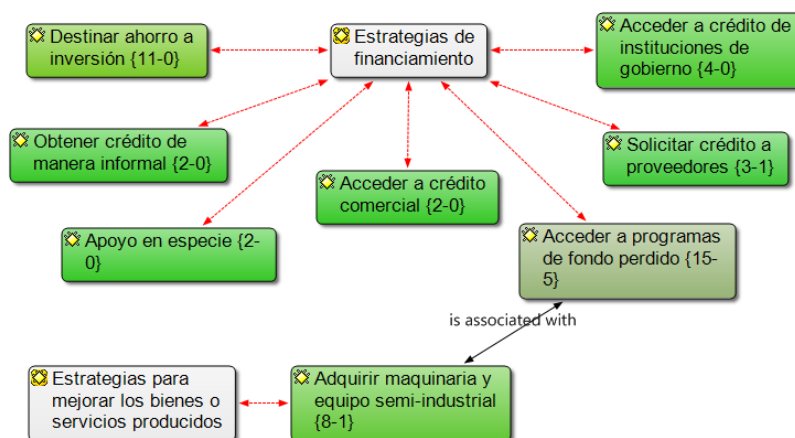 Destinar ahorro a
inversión {11-0}
Estrategias de
financiamiento
Acceder a crédito de
instituciones de
gobierno {4-0}
Obtener crédito de
manera informal {2-0}
Acceder a crédito
comercial {2-0}
Solicitar crédito a
proveedores {3-1}
Apoyo en especie {2-
0}
Acceder a programas
de fondo perdido {15-
5}
is associated with
Estrategias para
mejorar los bienes o
servicios producidos
Adquirir maquinaria y
equipo semi-industrial
{8-1}